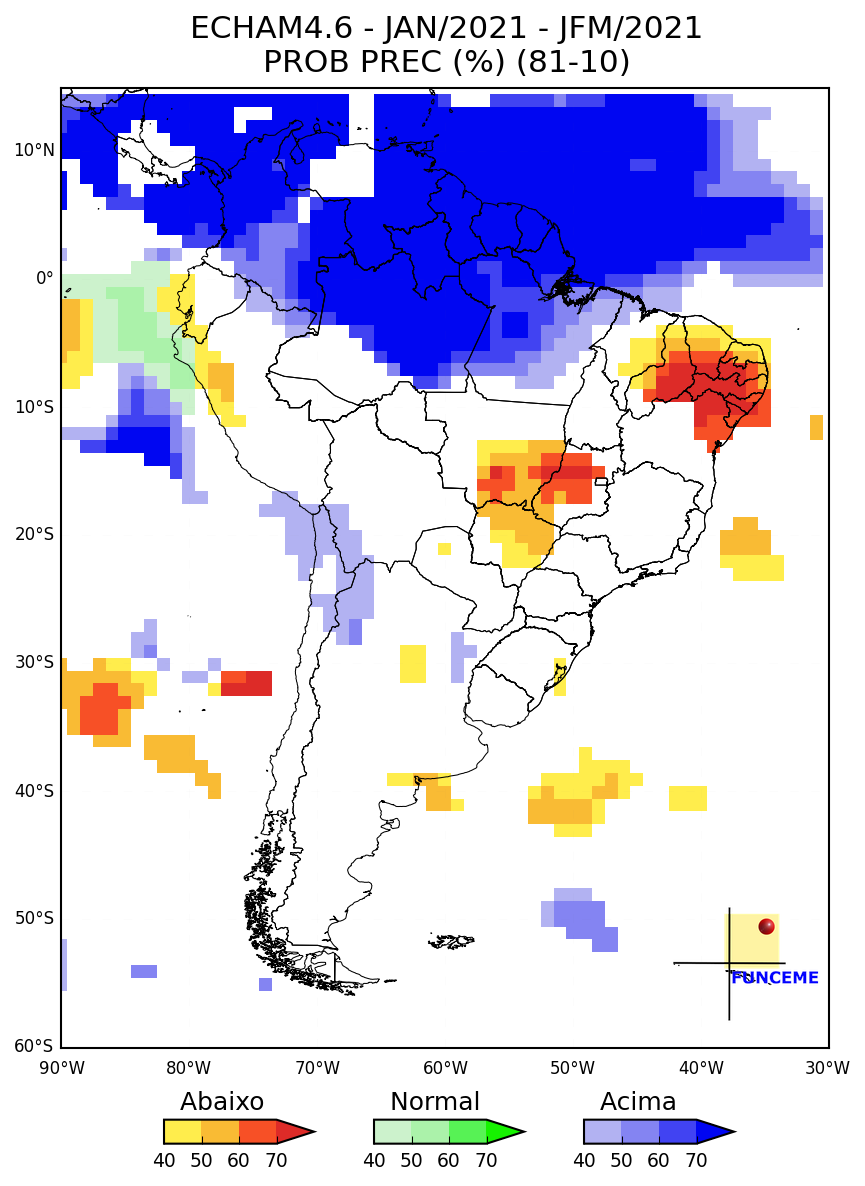 ECHAM4.6 - JAN/2021 - JFM/2021
PROB PREC (%) (81-10)
10°N
0°
10°S
20°S
30°S
40°S
50°S
60°S
FUNCEME
90°W 80°W 70°W 60°W 50°W 40°W 30°W
Abaixo Normal Acima
40 50 60 70 40 50 60 70 40 50 60 70